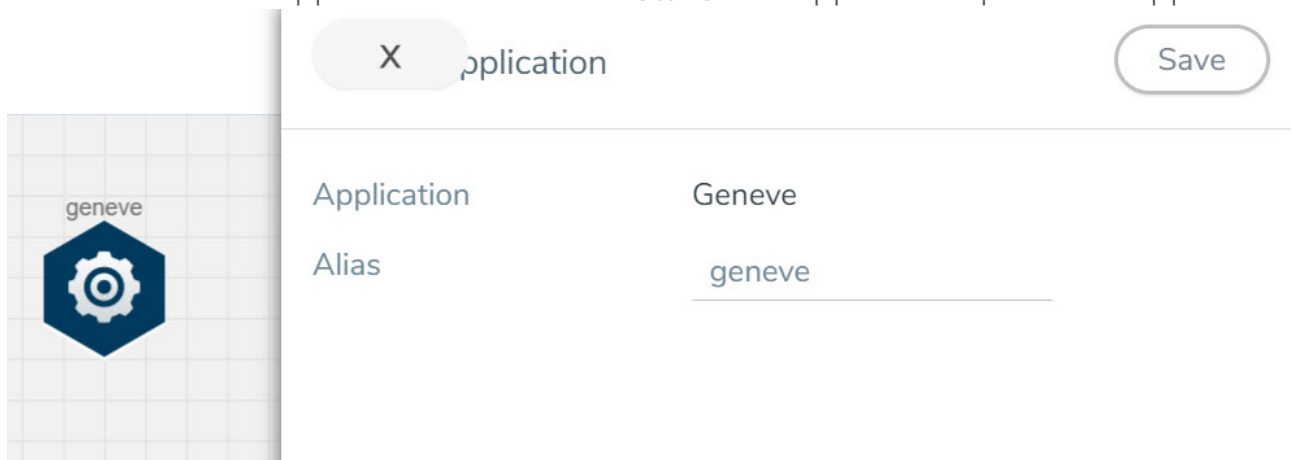 X pplication
Save
geneve
Application
Geneve
Alias
geneve